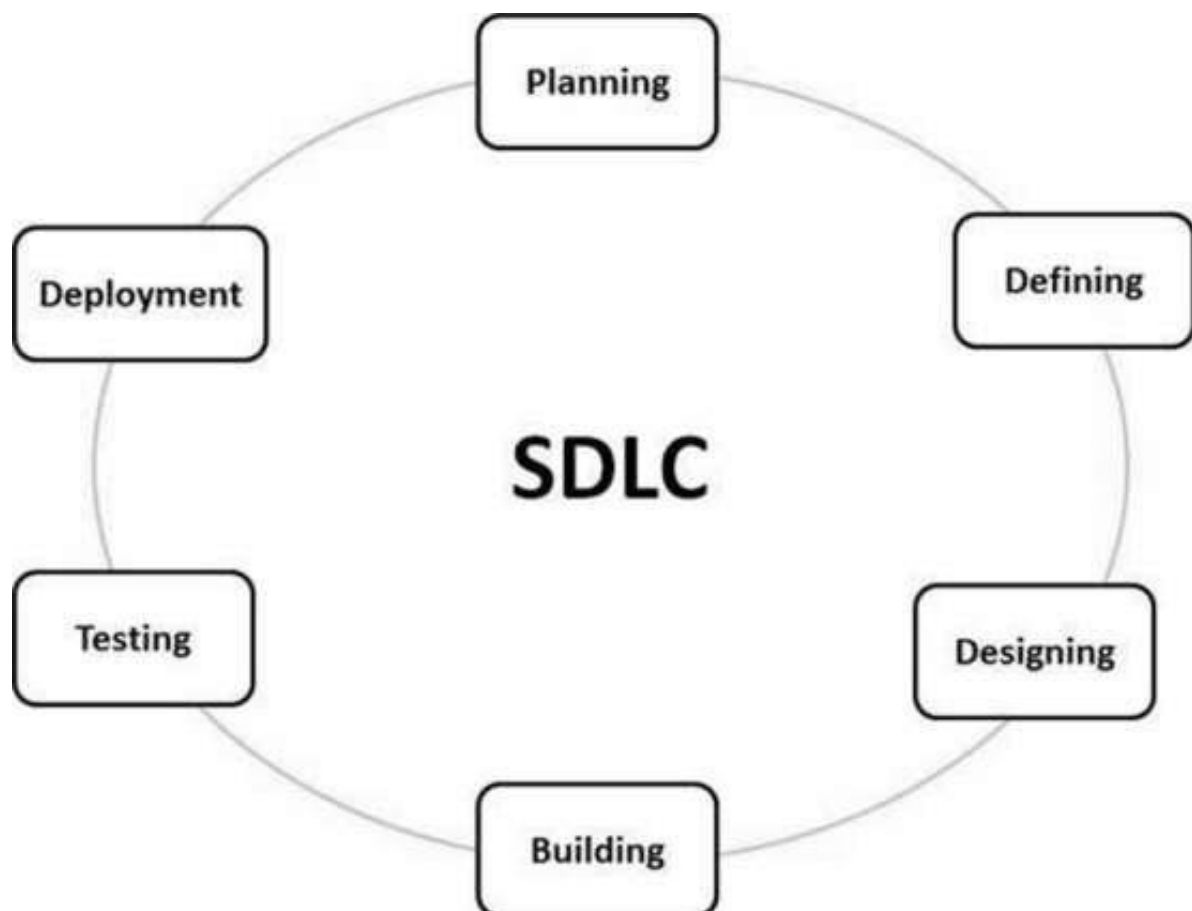 Planning
Defining
Deployment
SDLC
Testing
Designing
Building